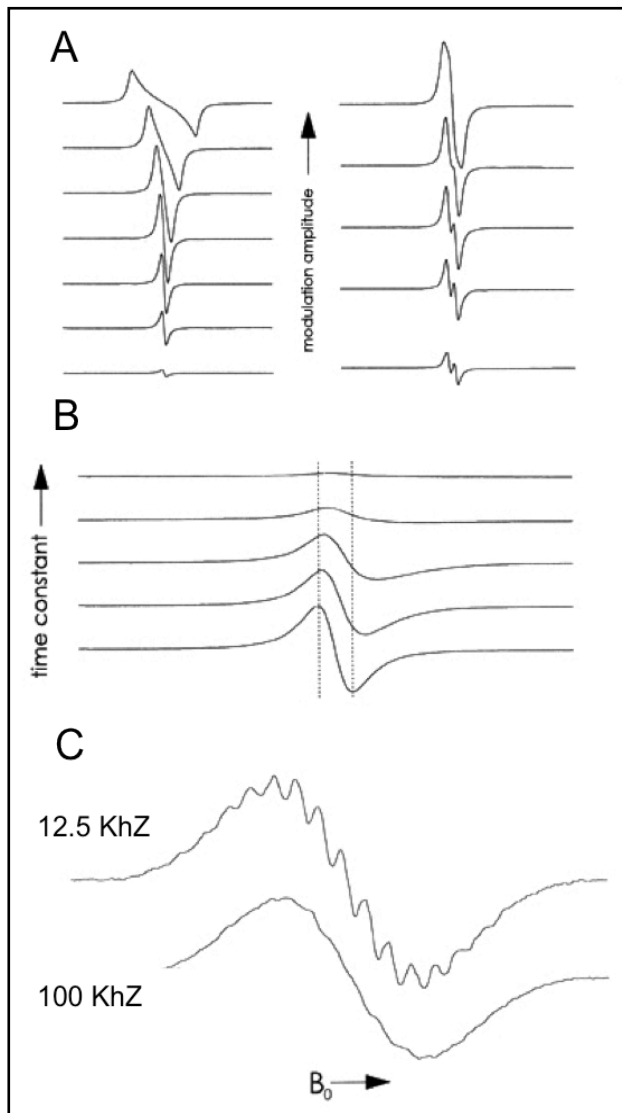 A
modulation amplitude
B
time constant
C
12.5 KhZ
100 KhZ
B₀